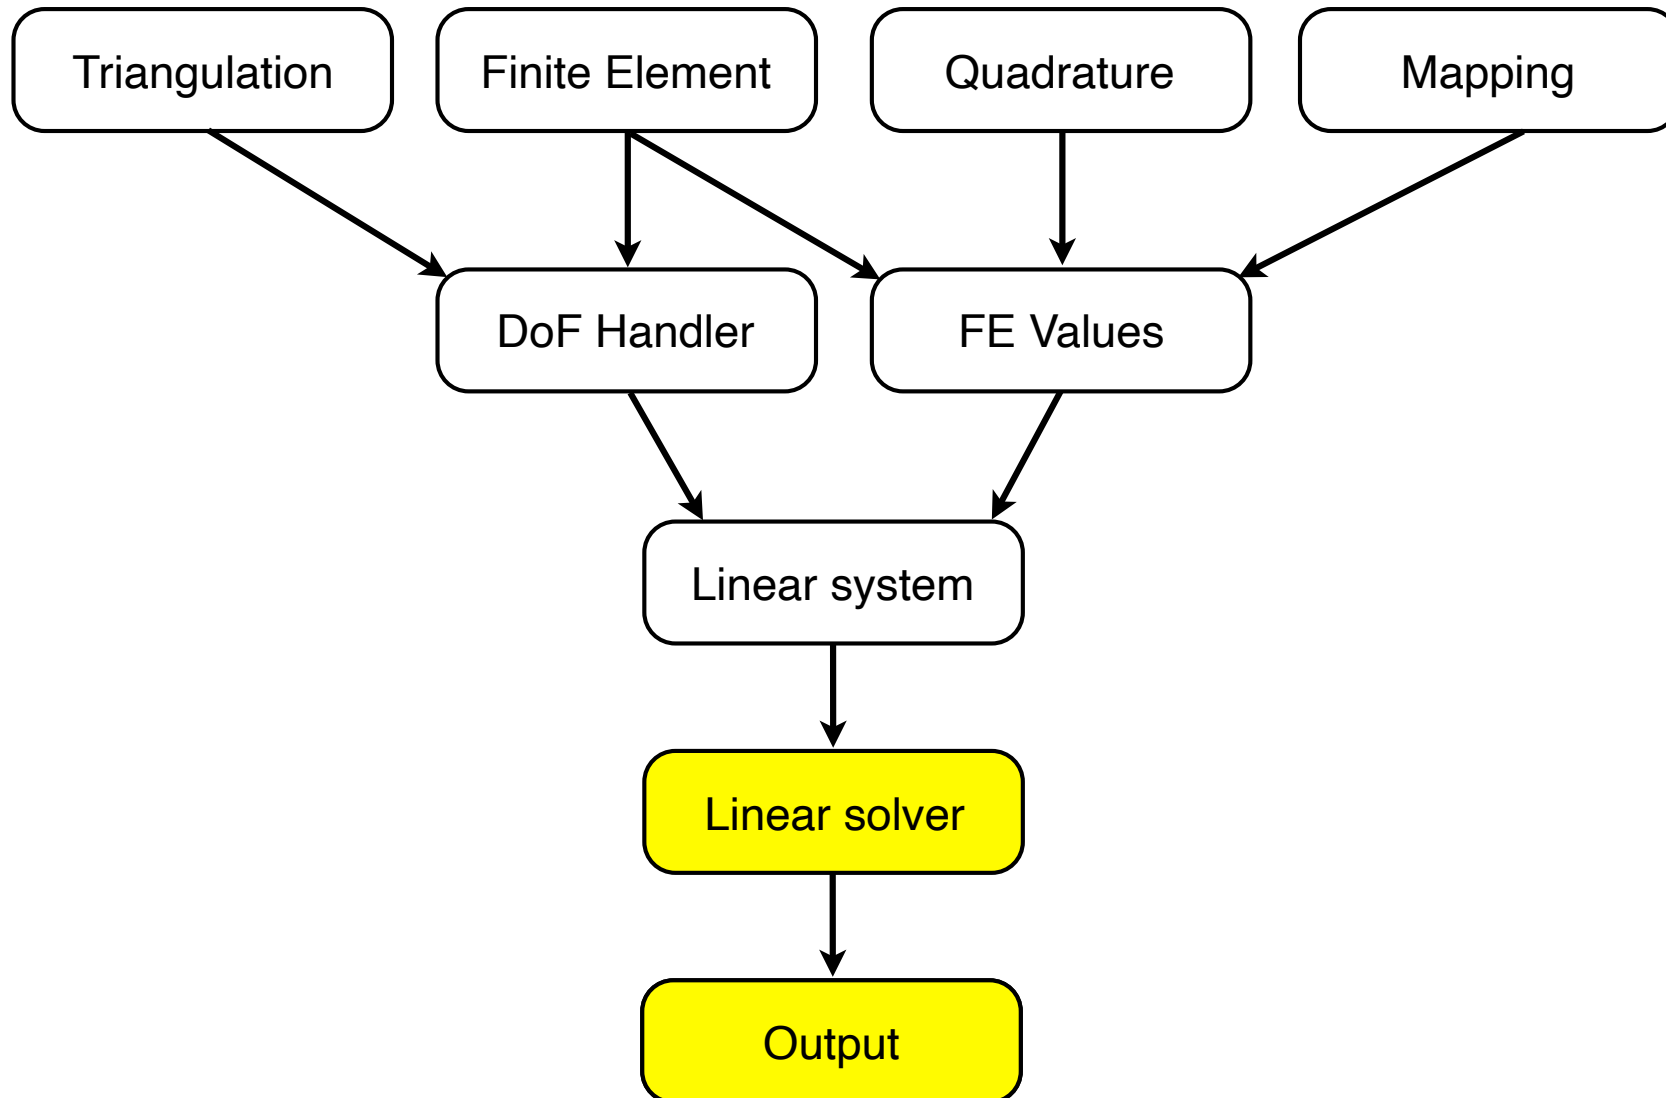 Triangulation
Finite Element
Quadrature
Mapping
DoF Handler
FE Values
Linear system
Linear solver
Output